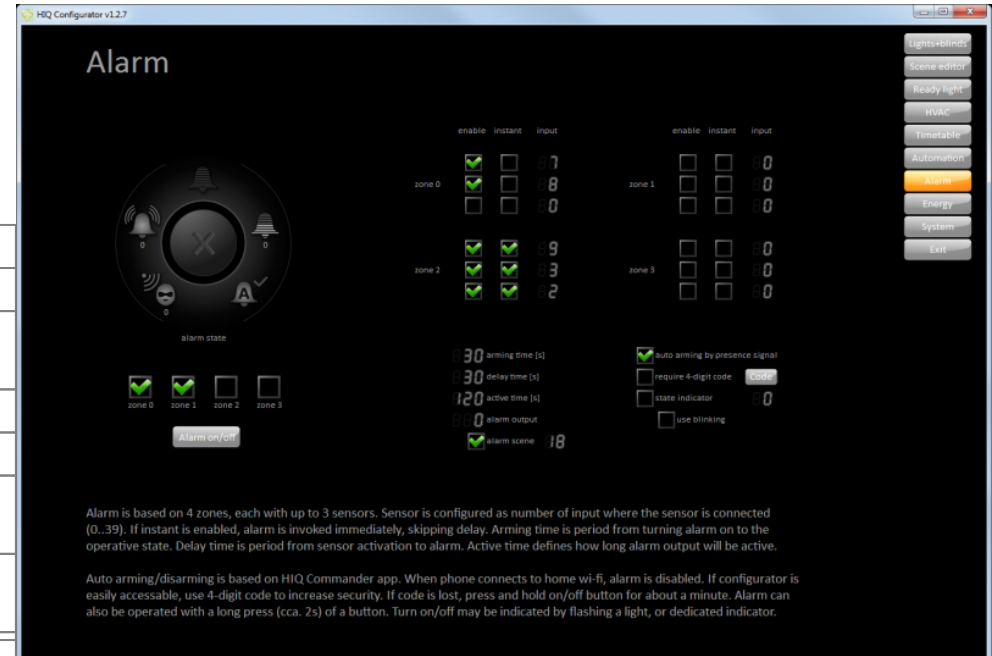 HIQ Configurator v1.2.7
Alarm
Lights+blinds
Scene editor
Ready light
HVAC
Timetable
Automation
Alarm
Energy
System
Exit
enable instant input
zone 0
7
8
0
enable instant input
zone 1
0
0
0
zone 2
9
3
2
zone 3
0
0
0
0
0
0
A
alarm state
zone 0 zone 1 zone 2 zone 3
Alarm on/off
30 arming time [s]
30 delay time [s]
120 active time [s]
0 alarm output
alarm scene 18
auto arming by presence signal
require 4-digit code Code
state indicator 0
use blinking
Alarm is based on 4 zones, each with up to 3 sensors. Sensor is configured as number of input where the sensor is connected
(0..39). If instant is enabled, alarm is invoked immediately, skipping delay. Arming time is period from turning alarm on to the
operative state. Delay time is period from sensor activation to alarm. Active time defines how long alarm output will be active.
Auto arming/disarming is based on HIQ Commander app. When phone connects to home wi-fi, alarm is disabled. If configurator is
easily accessable, use 4-digit code to increase security. If code is lost, press and hold on/off button for about a minute. Alarm can
also be operated with a long press (cca. 2s) of a button. Turn on/off may be indicated by flashing a light, or dedicated indicator.